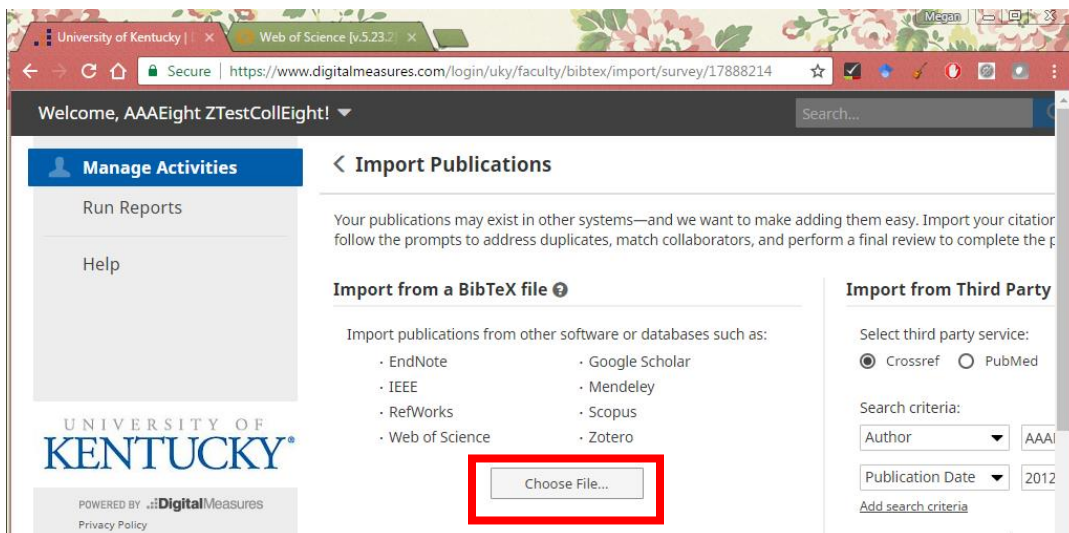 Megan
University of Kentucky |
Web of Science [v.5.23.2]
Secure | https://www.digitalmeasures.com/login/uky/faculty/bibtex/import/survey/17888214
Welcome, AAAEight ZTestCollEight!
Search...
Manage Activities
Run Reports
Help
< Import Publications
Your publications may exist in other systems—and we want to make adding them easy. Import your citation
follow the prompts to address duplicates, match collaborators, and perform a final review to complete the
Import from a BibTeX file ?
Import publications from other software or databases such as:
· EndNote
· IEEE
· RefWorks
· Web of Science
· Google Scholar
· Mendeley
· Scopus
· Zotero
Choose File...
Import from Third Party
Select third party service:
Crossref PubMed
Search criteria:
Author AAA
Publication Date 2012
Add search criteria
UNIVERSITY OF
KENTUCKY®
POWERED BY .:DigitalMeasures
Privacy Policy